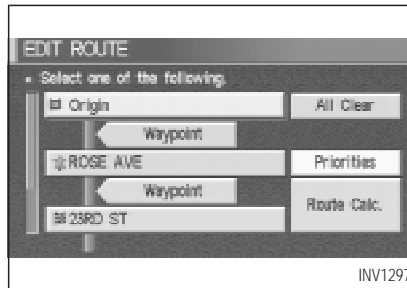 EDIT ROUTE
Select one of the following.
Origin
All Clear
Waypoint
ROSE AVE
Priorities
Waypoint
Route Calc.
23RD ST
INV1297